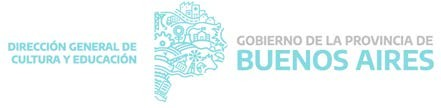 DIRECCIÓN GENERAL DE
CULTURA Y EDUCACIÓN
GOBIERNO DE LA PROVINCIA DE
BUENOS AIRES